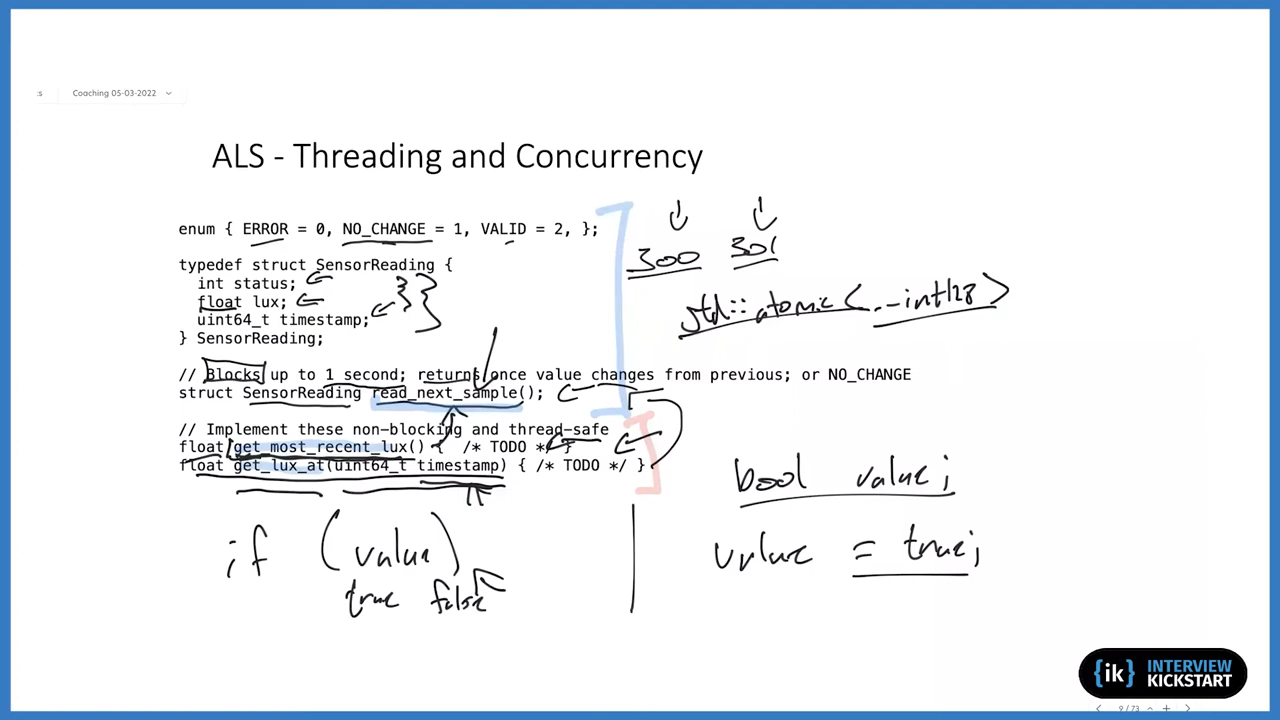 Coaching 05-03-2022
ALS - Threading and Concurrency
enum { ERROR = 0, NO_CHANGE = 1, VALID = 2, };
typedef struct SensorReading {
int status;
float lux;
uint64_t timestamp;
} SensorReading;
// Blocks up to 1 second; returns once value changes from previous; or NO_CHANGE
struct SensorReading read_next_sample();
// Implement these non-blocking and thread-safe
float get_most_recent_lux() { /* TODO */ }
float get_lux_at(uint64_t timestamp) { /* TODO */ }
300 301
std::atomic<__int128>
if (value)
true false
bool value;
value = true;
{ik} INTERVIEW
KICKSTART
9 / 73